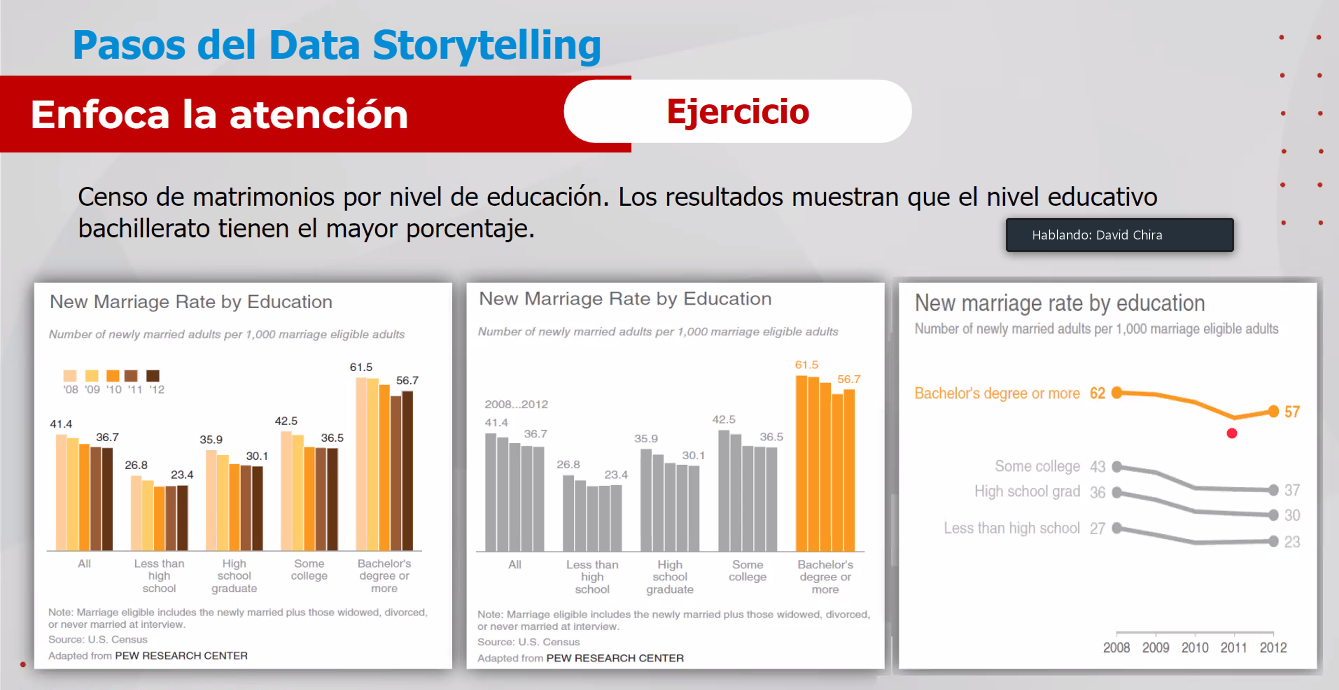 Pasos del Data Storytelling
Enfoca la atención
Ejercicio
Censo de matrimonios por nivel de educación. Los resultados muestran que el nivel educativo
bachillerato tienen el mayor porcentaje.
Hablando: David Chira
New Marriage Rate by Education
Number of newly married adults per 1,000 marriage eligible adults
'08 '09 '10 '11 '12
41.4 36.7
26.8 23.4
35.9 30.1
42.5 36.5
61.5 56.7
All
Less than
high
school
High
school
graduate
Some
college
Bachelor's
degree or
more
Note: Marriage eligible includes the newly married plus those widowed, divorced,
or never married at interview.
Source: U.S. Census
Adapted from PEW RESEARCH CENTER
New Marriage Rate by Education
Number of newly married adults per 1,000 marriage eligible adults
2008...2012
41.4 36.7
26.8 23.4
35.9 30.1
42.5 36.5
61.5 56.7
All
Less than
high
school
High
school
graduate
Some
college
Bachelor's
degree or
more
Note: Marriage eligible includes the newly married plus those widowed, divorced,
or never married at interview.
Source: U.S. Census
Adapted from PEW RESEARCH CENTER
New marriage rate by education
Number of newly married adults per 1,000 marriage eligible adults
Bachelor's degree or more 62 57
Some college 43 37
High school grad 36 30
Less than high school 27 23
2008 2009 2010 2011 2012